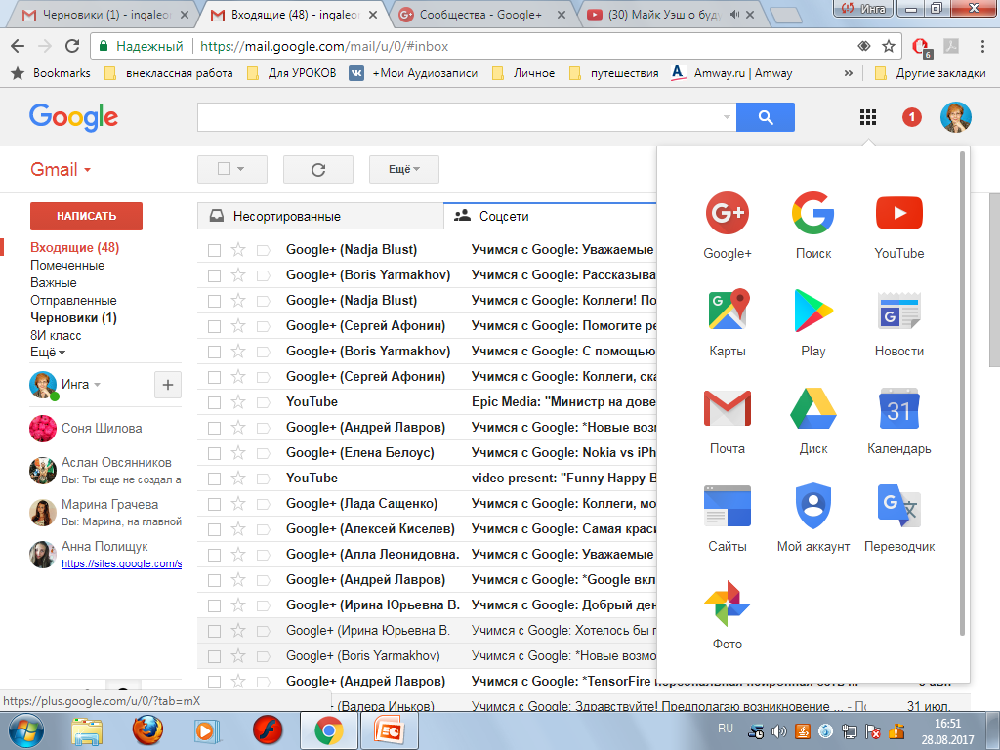 Черновики (1) - ingaleon
Входящие (48) - ingaleon
Сообщества - Google+
(30) Майк Уэш о буду
Инга
Надежный
https://mail.google.com/mail/u/0/#inbox
6
Bookmarks
внеклассная работа
Для УРОКОВ
+Мои Аудиозаписи
Личное
путешествия
Amway.ru | Amway
»
Другие закладки
Google
1
Gmail
Ещё
НАПИСАТЬ
Несортированные
Соцсети
Входящие (48)
Помеченные
Важные
Отправленные
Черновики (1)
8И класс
Ещё
Инга
+
Соня Шилова
Аслан Овсянников
Вы: Ты еще не создал а
Марина Грачева
Вы: Марина, на главной
Анна Полищук
https://sites.google.com/s
Google+ (Nadja Blust) Учимся с Google: Уважаемые
Google+ (Boris Yarmakhov) Учимся с Google: Рассказыва
Google+ (Nadja Blust) Учимся с Google: Коллеги! По
Google+ (Сергей Афонин) Учимся с Google: Помогите ре
Google+ (Boris Yarmakhov) Учимся с Google: С помощью
Google+ (Сергей Афонин) Учимся с Google: Коллеги, ска
YouTube Epic Media: "Министр на дове
Google+ (Андрей Лавров) Учимся с Google: *Новые возм
Google+ (Елена Белоус) Учимся с Google: Nokia vs iPh
YouTube video present: "Funny Happy B
Google+ (Лада Сащенко) Учимся с Google: Коллеги, мо
Google+ (Алексей Киселев) Учимся с Google: Самая краси
Google+ (Алла Леонидовна. Учимся с Google: Уважаемые
Google+ (Андрей Лавров) Учимся с Google: *Google вкл
Google+ (Ирина Юрьевна В. Учимся с Google: Добрый ден
Google+ (Ирина Юрьевна В. Учимся с Google: Хотелось бы п
Google+ (Boris Yarmakhov) Учимся с Google: *Новые возмо
Google+ (Андрей Лавров) Учимся с Google: *TensorFire
(Валера Иньков) Учимся с Google: Здравствуйте! Предполагаю возникновение ... - По 31 июл.
Google+
Поиск
YouTube
Карты
Play
Новости
Почта
Диск
31
Календарь
Сайты
Мой аккаунт
Переводчик
Фото
https://plus.google.com/u/0/?tab=mX
RU
16:51
28.08.2017